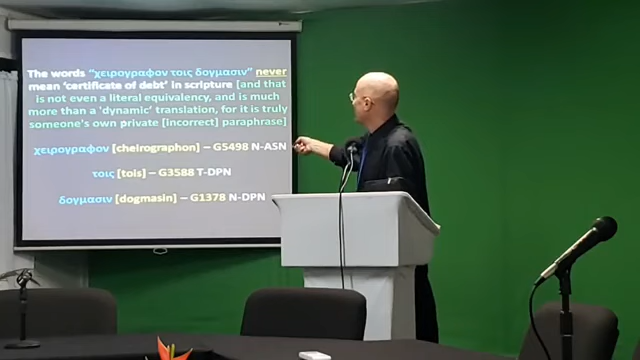 The words "χειρογραφον τοις δογμασιν" never
mean 'certificate of debt' in scripture [and that
is not even a literal equivalency, and is much
more than a 'dynamic' translation, for it is truly
someone's own private [incorrect] paraphrase]
χειρογραφον [cheirographon] – G5498 N-ASN
τοις [tois] – G3588 T-DPN
δογμασιν [dogmasin] – G1378 N-DPN